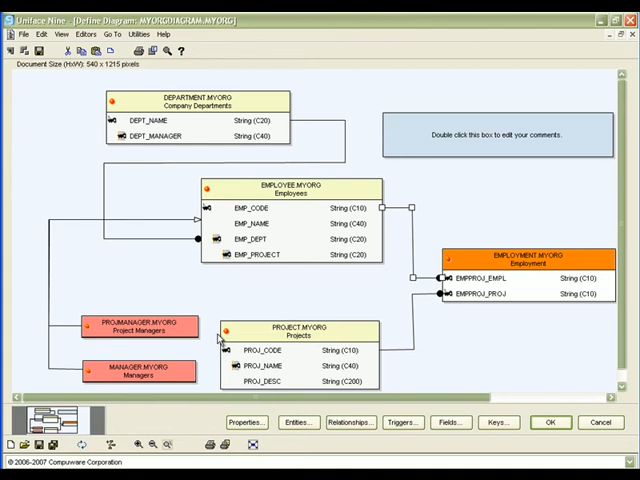 Uniface Nine - [Define Diagram: MYORGDIAGRAM.MYORG]
File Edit View Editors Go To Utilities Help
Document Size (HxW): 540 x 1215 pixels
DEPARTMENT.MYORG
Company Departments
DEPT_NAME String (C20)
DEPT_MANAGER String (C40)
Double click this box to edit your comments.
EMPLOYEE.MYORG
Employees
EMP_CODE String (C10)
EMP_NAME String (C40)
EMP_DEPT String (C20)
EMP_PROJECT String (C20)
EMPLOYMENT.MYORG
Employment
EMPPROJ_EMPL String (C10)
EMPPROJ_PROJ String (C10)
PROJMANAGER.MYORG
Project Managers
MANAGER.MYORG
Managers
PROJECT.MYORG
Projects
PROJ_CODE String (C10)
PROJ_NAME String (C40)
PROJ_DESC String (C200)
Properties... Entities... Relationships... Triggers... Fields... Keys... OK Cancel
© 2006-2007 Compuware Corporation